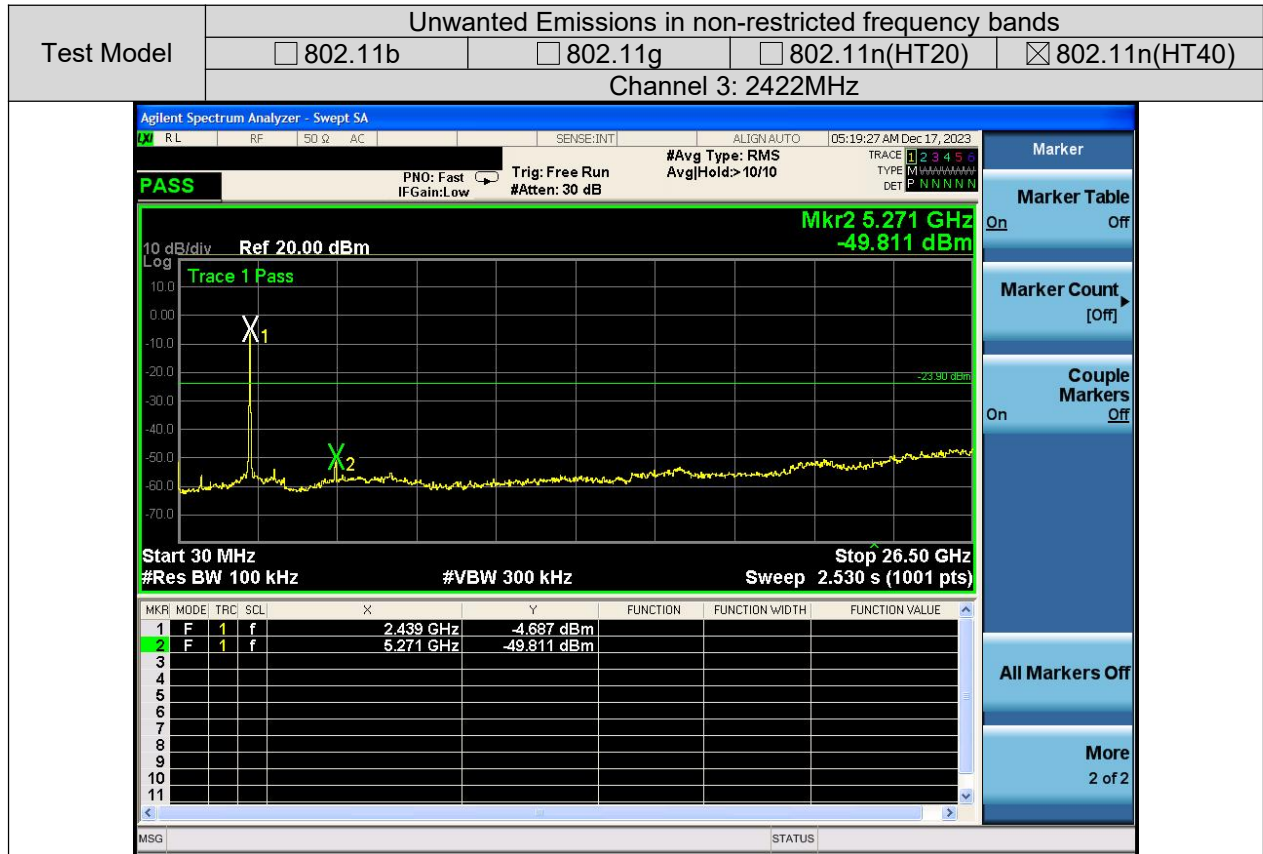 Unwanted Emissions in non-restricted frequency bands
Test Model
☐ 802.11b ☐ 802.11g ☐ 802.11n(HT20) ☒ 802.11n(HT40)
Channel 3: 2422MHz
Agilent Spectrum Analyzer - Swept SA
LXI RL RF 50 Ω AC SENSE:INT ALIGN AUTO 05:19:27 AM Dec 17, 2023
PASS
PNO: Fast
IFGain:Low
Trig: Free Run
#Atten: 30 dB
#Avg Type: RMS
Avg|Hold:>10/10
TRACE 1 2 3 4 5 6
TYPE M
DET P N N N N N
Mkr2 5.271 GHz
-49.811 dBm
10 dB/div Ref 20.00 dBm
Log
Trace 1 Pass
10.0
0.00
-10.0
-20.0
-30.0
-40.0
-50.0
-60.0
-70.0
1
2
-23.90 dBm
Start 30 MHz Stop 26.50 GHz
#Res BW 100 kHz #VBW 300 kHz Sweep 2.530 s (1001 pts)
MKR MODE TRC SCL X Y FUNCTION FUNCTION WIDTH FUNCTION VALUE
1 F 1 f 2.439 GHz -4.687 dBm
2 F 1 f 5.271 GHz -49.811 dBm
3
4
5
6
7
8
9
10
11
MSG STATUS
Marker
Marker Table
On Off
Marker Count
[Off]
Couple
Markers
On Off
All Markers Off
More
2 of 2